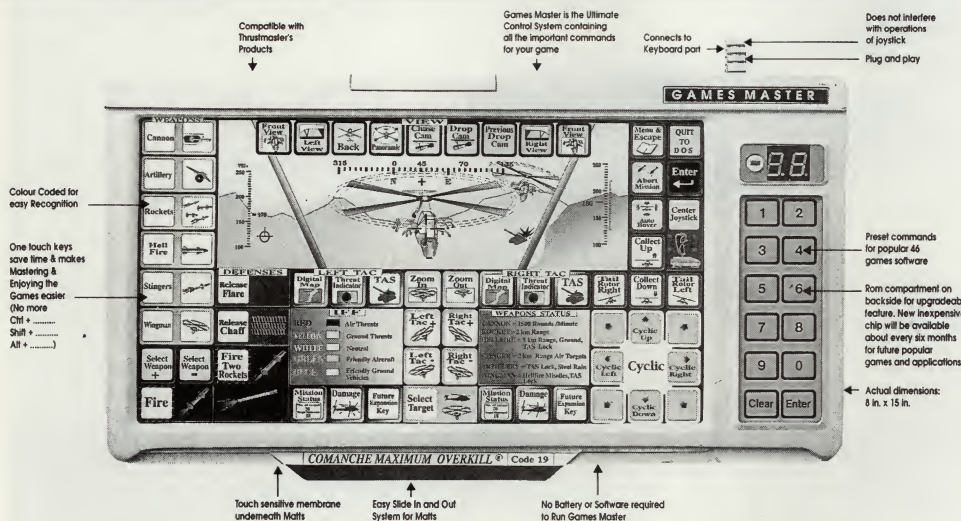 Compatible with
Thrustmaster's
Products
Games Master is the Ultimate
Control System containing
all the important commands
for your game
Connects to
Keyboard part
Does not interfere
with operations
of joystick
Plug and play
GAMES MASTER
WEAPONS
Cannon
Artillery
Rockets
Hell
Fire
Stingers
Wingman
Select
Weapon
+
Select
Weapon
-
Fire
VIEW
Front
View
Left
View
Back
Panoramic
Chase
Cam
Drop
Cam
Previous
Drop
Cam
Right
View
Front
View
315 0 45 70
N + E
Menu &
Escape
QUIT
TO
DOS
Abort
Mission
Enter
Auto
Hover
Center
Joystick
Collect
Up
DEFENSES
Release
Flare
Release
Chaff
Fire
Two
Rockets
LEFT TAC
Digital
Map
Threat
Indicator
TAS
Zoom
In
Zoom
Out
RIGHT TAC
Digital
Map
Threat
Indicator
TAS
Tail
Rotor
Right
Collect
Down
Tail
Rotor
Left
RED Air Threats
YELLOW Ground Threats
WHITE Neutral
GREEN Friendly Aircraft
Friendly Ground
Vehicles
Left
Tac +
Right
Tac +
Left
Tac -
Right
Tac -
WEAPONS STATUS
CANNON = 1500 Rounds /Minute
Cyclic
Up
Cyclic
Left
Cyclic
Cyclic
Right
Cyclic
Down
Mission
Status
Damage
Future
Expansion
Key
Select
Target
Mission
Status
Damage
Future
Expansion
Key
1 2
3 4
5 6
7 8
9 0
Clear Enter
Colour Coded for
easy Recognition
One touch keys
save time & makes
Mastering &
Enjoying the
Games easier
(No more
Ctrl + ..........
Shift + ..........
Alt + ..........)
Preset commands
for popular 46
games software
Rom compartment on
backside for upgradeable
feature. New inexpensive
chip will be available
about every six months
for future popular
games and applications
Actual dimensions:
8 in. x 15 in.
COMANCHE MAXIMUM OVERKILL ® Code 19
Touch sensitive membrane
underneath Matts
Easy Slide In and Out
System for Matts
No Battery or Software required
to Run Games Master